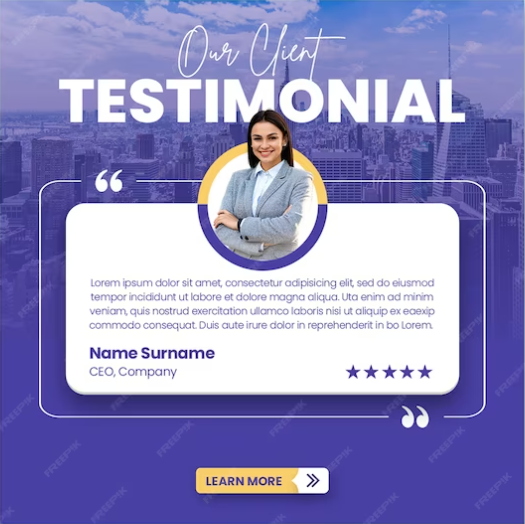 Our Client
TESTIMONIAL
“
Lorem ipsum dolor sit amet, consectetur adipisicing elit, sed do eiusmod
tempor incididunt ut labore et dolore magna aliqua. Uta enim ad minim
veniam, quis nostrud exercitation ullamco laboris nisi ut aliquip ex eaexip
commodo consequat. Duis aute irure dolor in reprehenderit in bo Lorem.
Name Surname
CEO, Company
”
LEARN MORE
FREEPIK